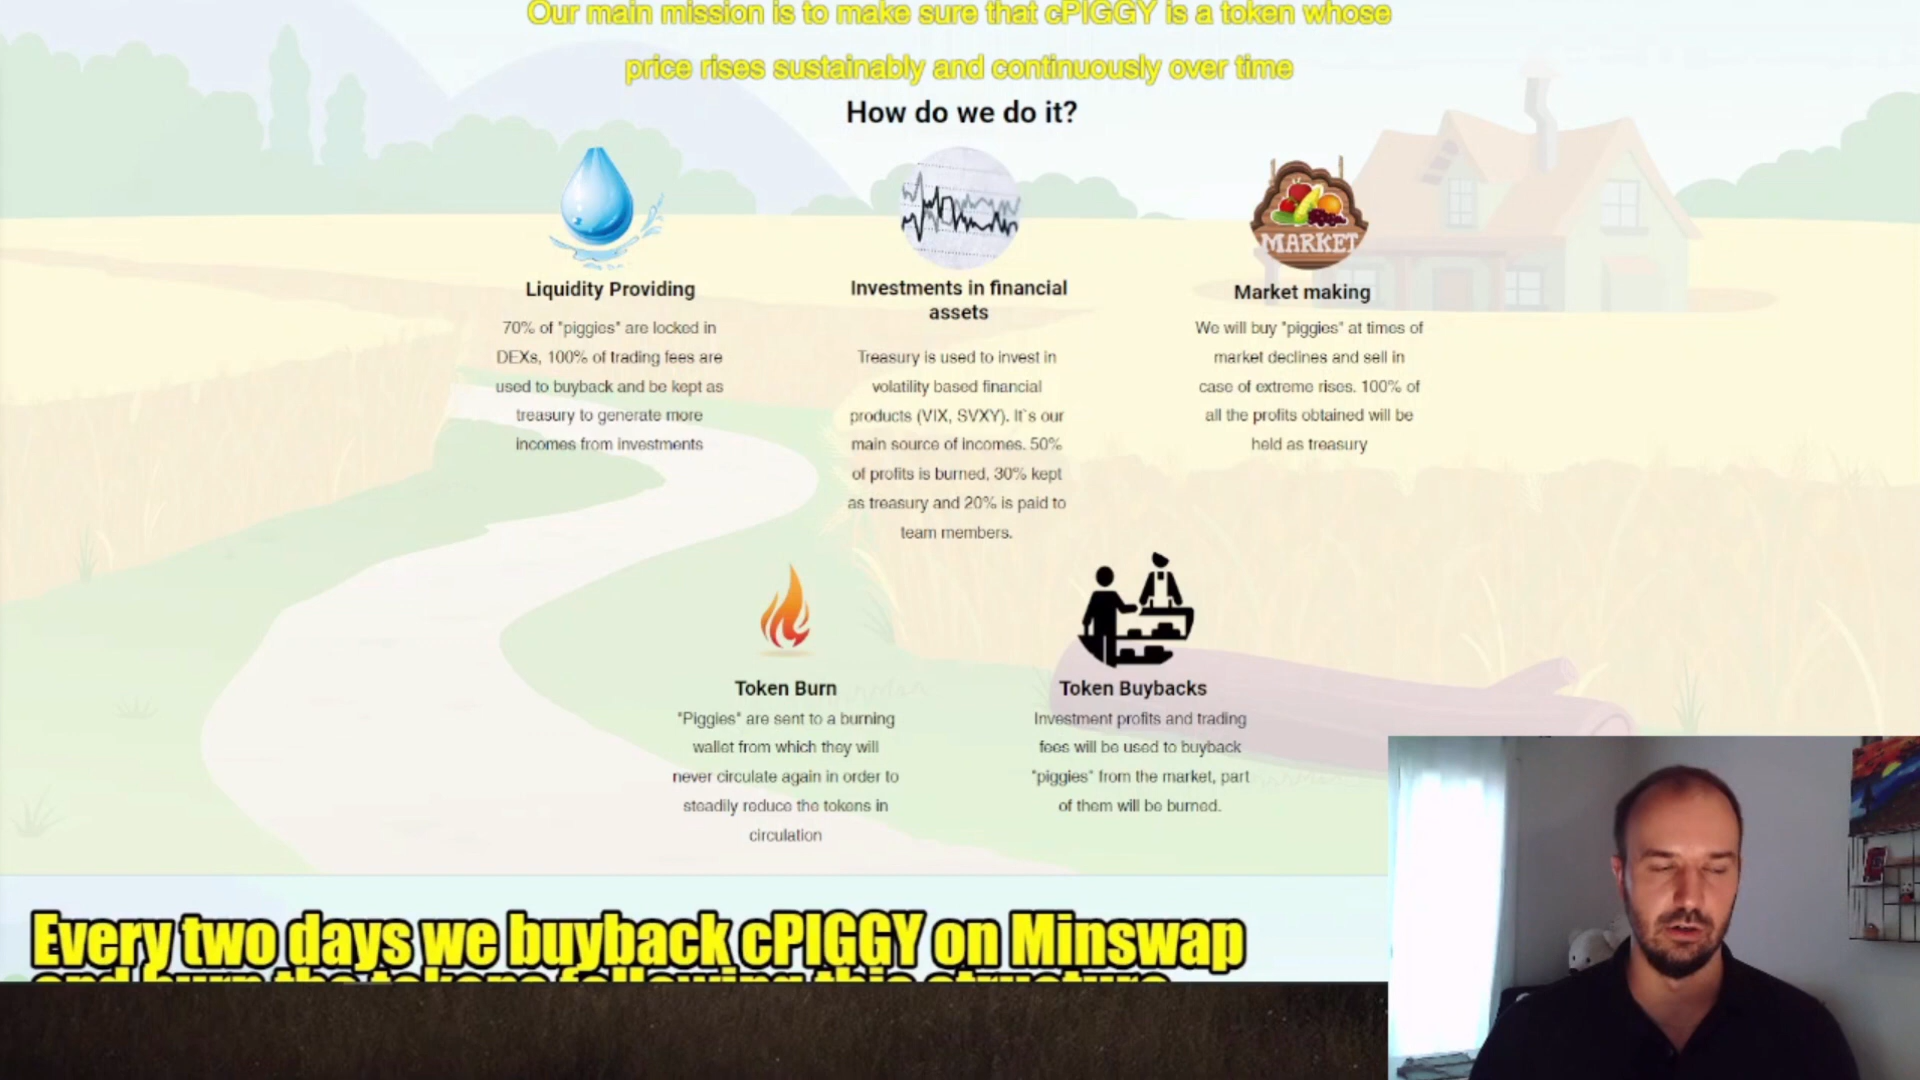 Our main mission is to make sure that cPIGGY is a token whose
price rises sustainably and continuously over time
How do we do it?
MARKET
Liquidity Providing
70% of "piggies" are locked in
DEXs, 100% of trading fees are
used to buyback and be kept as
treasury to generate more
incomes from investments
Investments in financial
assets
Treasury is used to invest in
volatility based financial
products (VIX, SVXY). It`s our
main source of incomes. 50%
of profits is burned, 30% kept
as treasury and 20% is paid to
team members.
Market making
We will buy "piggies" at times of
market declines and sell in
case of extreme rises. 100% of
all the profits obtained will be
held as treasury
Token Burn
"Piggies" are sent to a burning
wallet from which they will
never circulate again in order to
steadily reduce the tokens in
circulation
Token Buybacks
Investment profits and trading
fees will be used to buyback
"piggies" from the market, part
of them will be burned.
Every two days we buyback cPIGGY on Minswap
and burn the tokens following this structure